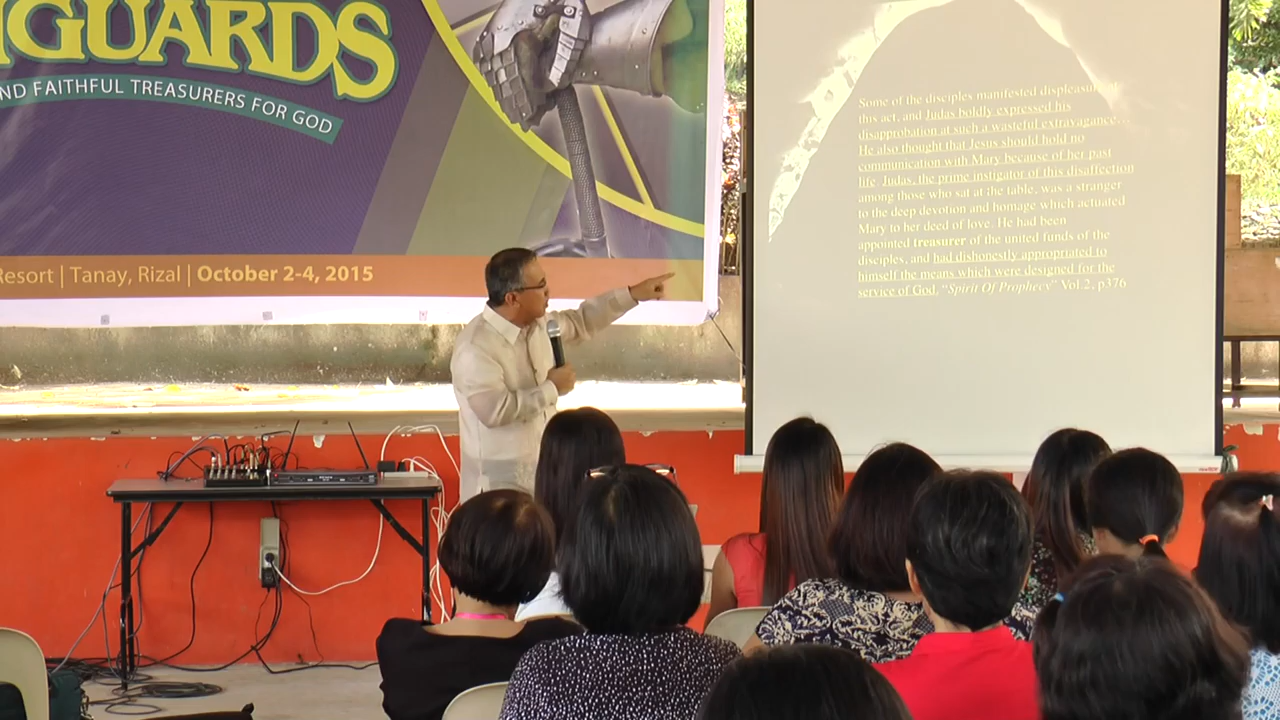 GUARDS
ND FAITHFUL TREASURERS FOR GOD
Resort | Tanay, Rizal | October 2-4, 2015
Some of the disciples manifested displeasure
this act, and Judas boldly expressed his
disapprobation at such a wasteful extravagance...
He also thought that Jesus should hold no
communication with Mary because of her past
life. Judas, the prime instigator of this disaffection
among those who sat at the table, was a stranger
to the deep devotion and homage which actuated
Mary to her deed of love. He had been
appointed treasurer of the united funds of the
disciples, and had dishonestly appropriated to
himself the means which were designed for the
service of God. "Spirit Of Prophecy" Vol.2, p376